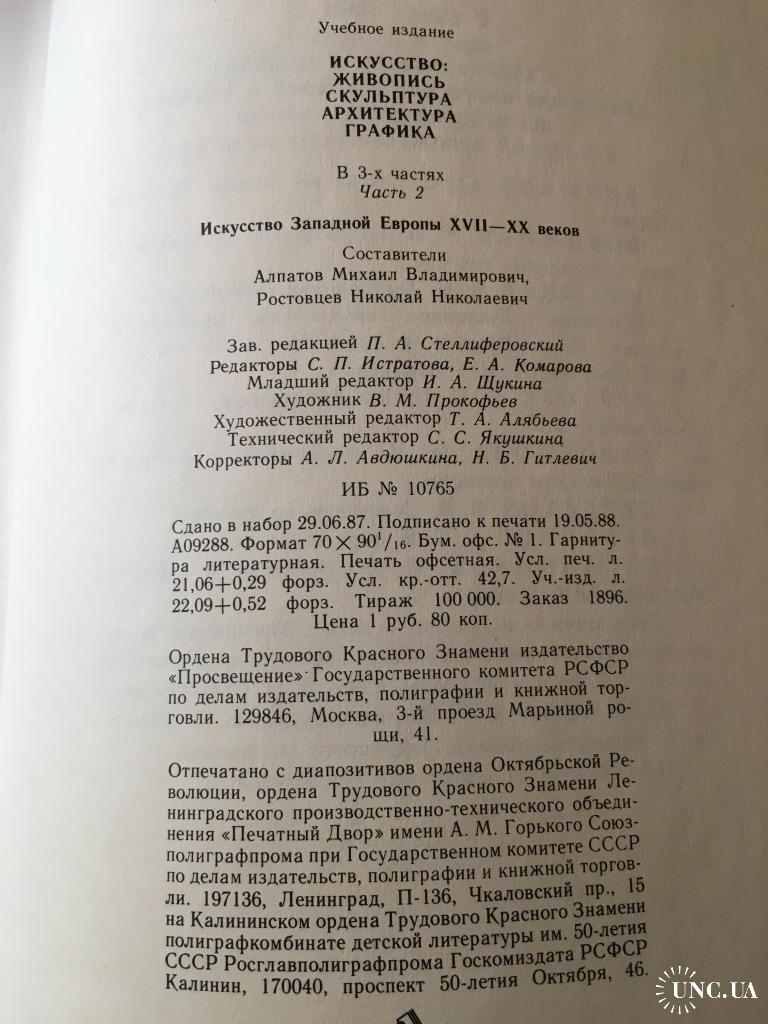 Учебное издание
ИСКУССТВО:
ЖИВОПИСЬ
СКУЛЬПТУРА
АРХИТЕКТУРА
ГРАФИКА
В 3-х частях
Часть 2
Искусство Западной Европы XVII—XX веков
Составители
Алпатов Михаил Владимирович,
Ростовцев Николай Николаевич
Зав. редакцией П. А. Стеллиферовский
Редакторы С. П. Истратова, Е. А. Комарова
Младший редактор И. А. Щукина
Художник В. М. Прокофьев
Художественный редактор Т. А. Алябьева
Технический редактор С. С. Якушкина
Корректоры А. Л. Авдюшкина, Н. Б. Гитлевич
ИБ № 10765
Сдано в набор 29.06.87. Подписано к печати 19.05.88.
А09288. Формат 70 × 90¹/₁₆. Бум. офс. № 1. Гарниту-
ра литературная. Печать офсетная. Усл. печ. л.
21,06+0,29 форз. Усл. кр.-отт. 42,7. Уч.-изд. л.
22,09+0,52 форз. Тираж 100 000. Заказ 1896.
Цена 1 руб. 80 коп.
Ордена Трудового Красного Знамени издательство
«Просвещение» Государственного комитета РСФСР
по делам издательств, полиграфии и книжной тор-
говли. 129846, Москва, 3-й проезд Марьиной ро-
щи, 41.
Отпечатано с диапозитивов ордена Октябрьской Ре-
волюции, ордена Трудового Красного Знамени Ле-
нинградского производственно-технического объеди-
нения «Печатный Двор» имени А. М. Горького Союз-
полиграфпрома при Государственном комитете СССР
по делам издательств, полиграфии и книжной торгов-
ли. 197136, Ленинград, П-136, Чкаловский пр., 15
на Калининском ордена Трудового Красного Знамени
полиграфкомбинате детской литературы им. 50-летия
СССР Росглавполиграфпрома Госкомиздата РСФСР
Калинин, 170040, проспект 50-летия Октября, 46.
UNC.UA